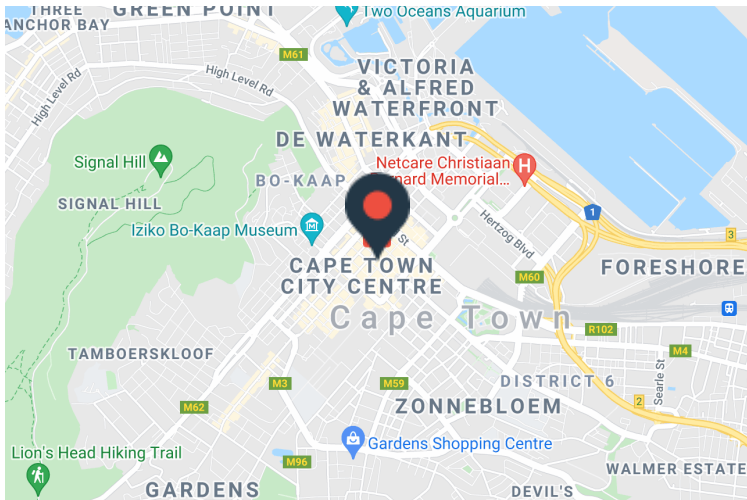 THREE
ANCHOR BAY
GREEN POINT
Two Oceans Aquarium
M61
High Level Rd
High Level Rd
VICTORIA
& ALFRED
WATERFRONT
DE WATERKANT
Signal Hill
BO-KAAP
Netcare Christiaan
Memorial...
H
SIGNAL HILL
Iziko Bo-Kaap Museum
St
Hertzog Blvd
1
3
CAPE TOWN
CITY CENTRE
M60
FORESHORE
Cape Town
R102
M4
TAMBOERSKLOOF
M3
M59
DISTRICT 6
Searle St
M62
ZONNEBLOEM
2
Gardens Shopping Centre
Lion's Head Hiking Trail
M96
WALMER ESTATE
GARDENS
DEVIL'S